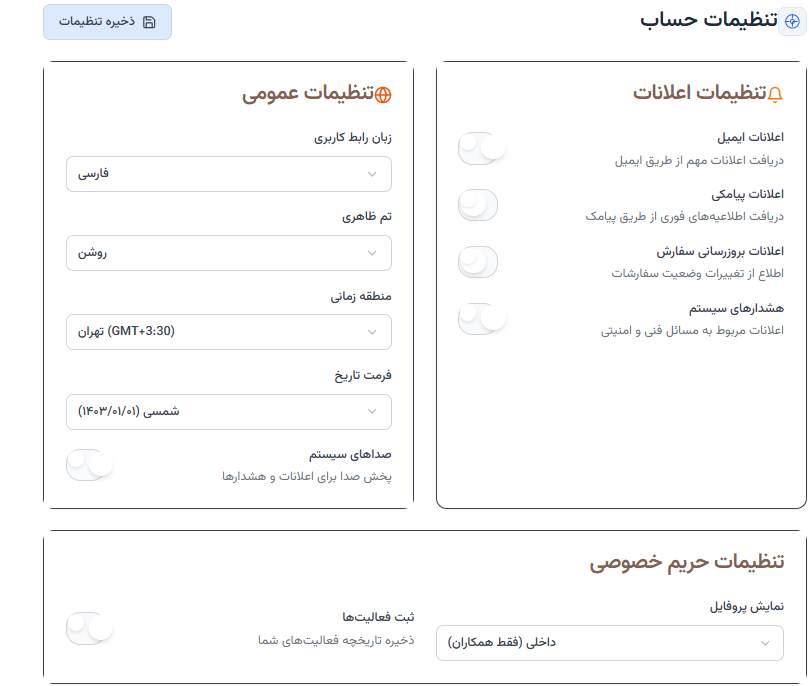 تنظیمات حساب
ذخیره تنظیمات
تنظیمات اعلانات
اعلانات ایمیل
دریافت اعلانات مهم از طریق ایمیل
اعلانات پیامکی
دریافت اطلاعیه‌های فوری از طریق پیامک
اعلانات بروزرسانی سفارش
اطلاع از تغییرات وضعیت سفارشات
هشدارهای سیستم
اعلانات مربوط به مسائل فنی و امنیتی
تنظیمات عمومی
زبان رابط کاربری
فارسی
تم ظاهری
روشن
منطقه زمانی
تهران (GMT+3:30)
فرمت تاریخ
شمسی (۱۴۰۳/۰۱/۰۱)
صداهای سیستم
پخش صدا برای اعلانات و هشدارها
تنظیمات حریم خصوصی
نمایش پروفایل
داخلی (فقط همکاران)
ثبت فعالیت‌ها
ذخیره تاریخچه فعالیت‌های شما